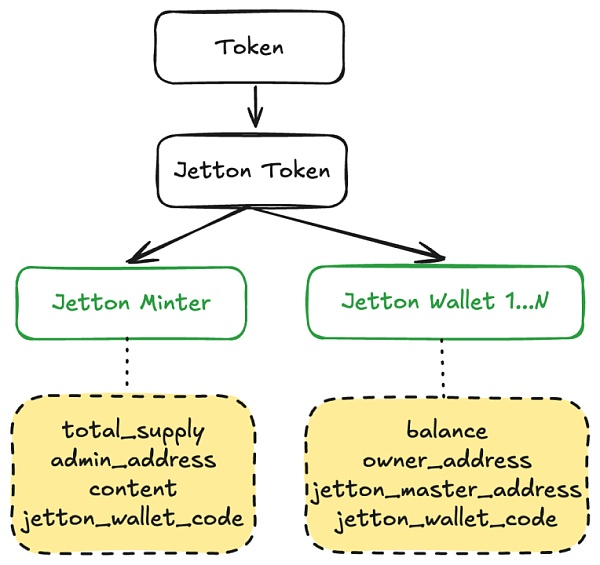 Token
Jetton Token
Jetton Minter
Jetton Wallet 1...N
total_supply
admin_address
content
jetton_wallet_code
balance
owner_address
jetton_master_address
jetton_wallet_code